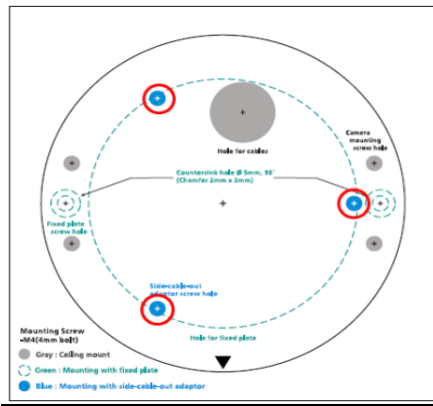 Hole for cables
Camera
mounting
screw hole
Countersink hole Ø 5mm, 90°
(Chamfer 2mm x 2mm)
Fixed plate
screw hole
Side-cable-out
adaptor screw hole
Hole for fixed plate
Mounting Screw
-M4(4mm bolt)
Gray : Ceiling mount
Green : Mounting with fixed plate
Blue : Mounting with side-cable-out adaptor